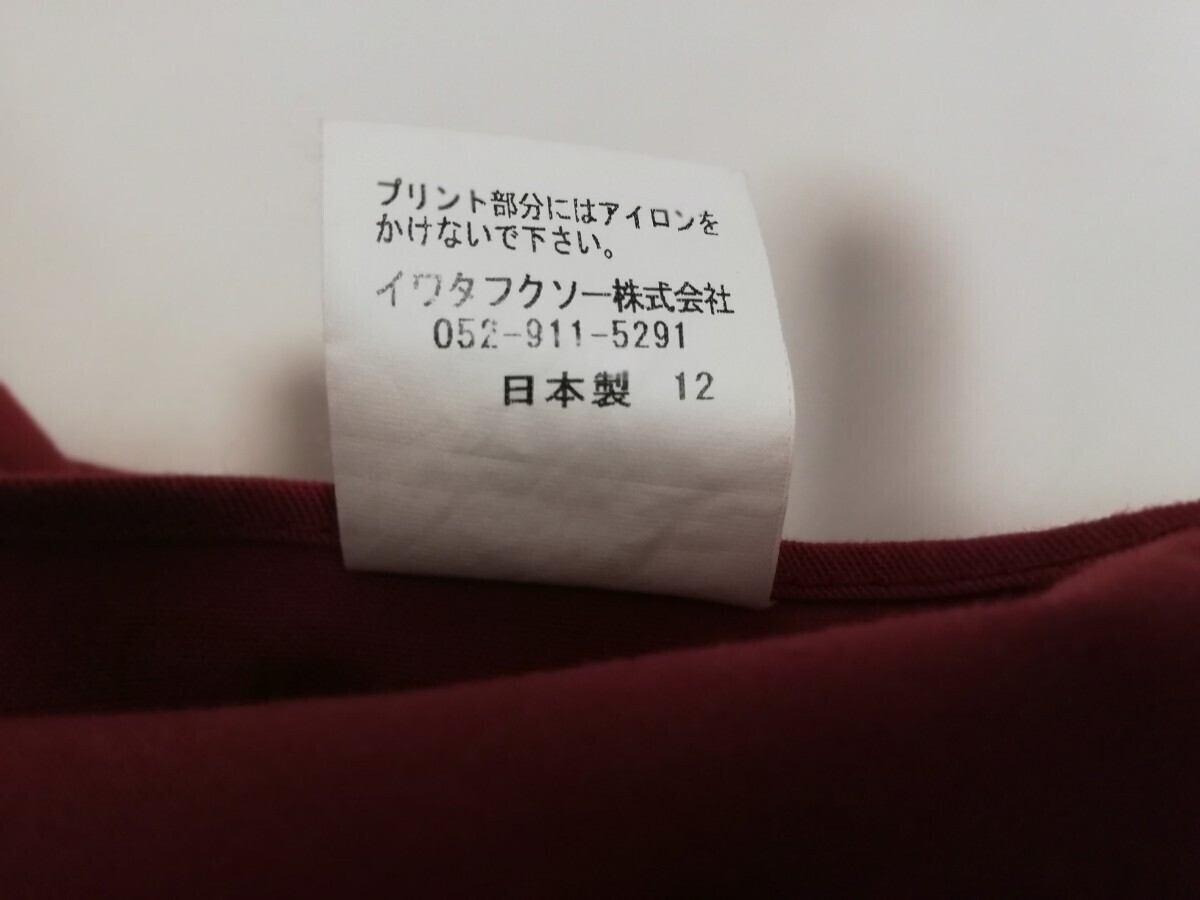 プリント部分にはアイロンを
かけないで下さい。
イワタフクソー株式会社
052-911-5291
日本製 12